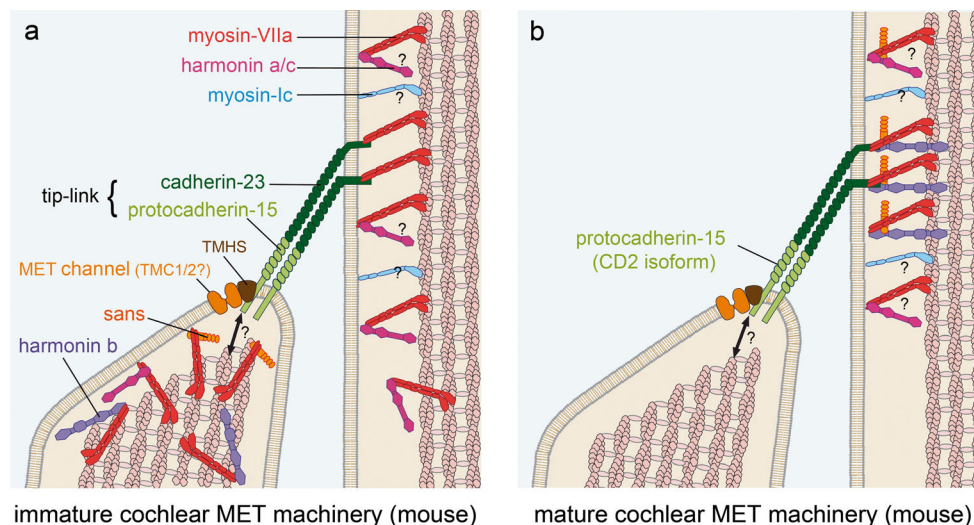 a
myosin-VIIa
harmonin a/c
myosin-Ic
tip-link {
cadherin-23
protocadherin-15
TMHS
MET channel (TMC1/2?)
sans
harmonin b
?
?
?
?
?
?
immature cochlear MET machinery (mouse)
b
protocadherin-15
(CD2 isoform)
?
?
?
?
?
mature cochlear MET machinery (mouse)